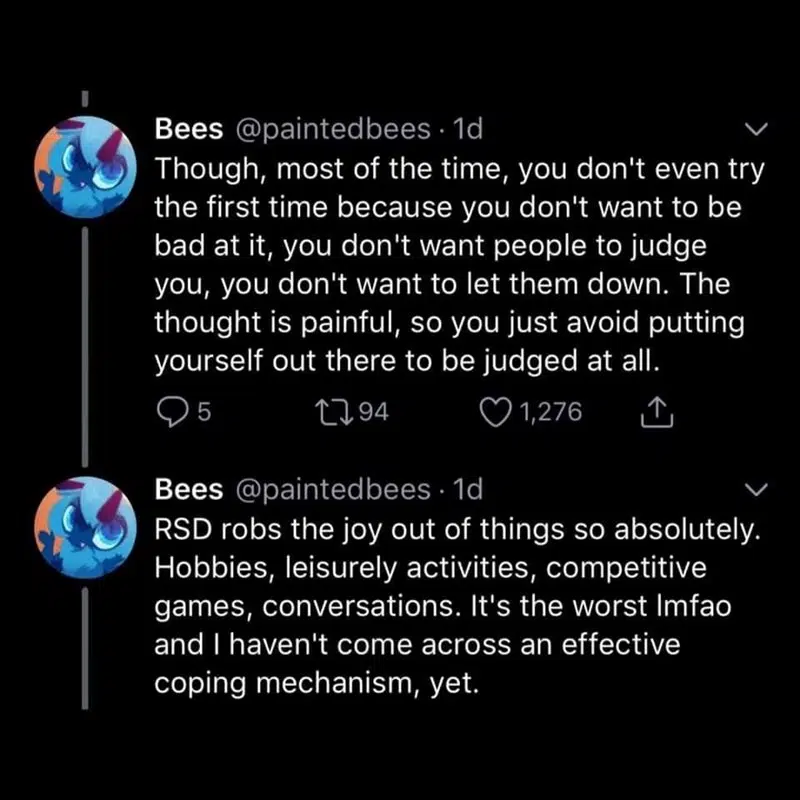 Bees @paintedbees · 1d
Though, most of the time, you don't even try
the first time because you don't want to be
bad at it, you don't want people to judge
you, you don't want to let them down. The
thought is painful, so you just avoid putting
yourself out there to be judged at all.
5 94 1,276
Bees @paintedbees · 1d
RSD robs the joy out of things so absolutely.
Hobbies, leisurely activities, competitive
games, conversations. It's the worst lmfao
and I haven't come across an effective
coping mechanism, yet.